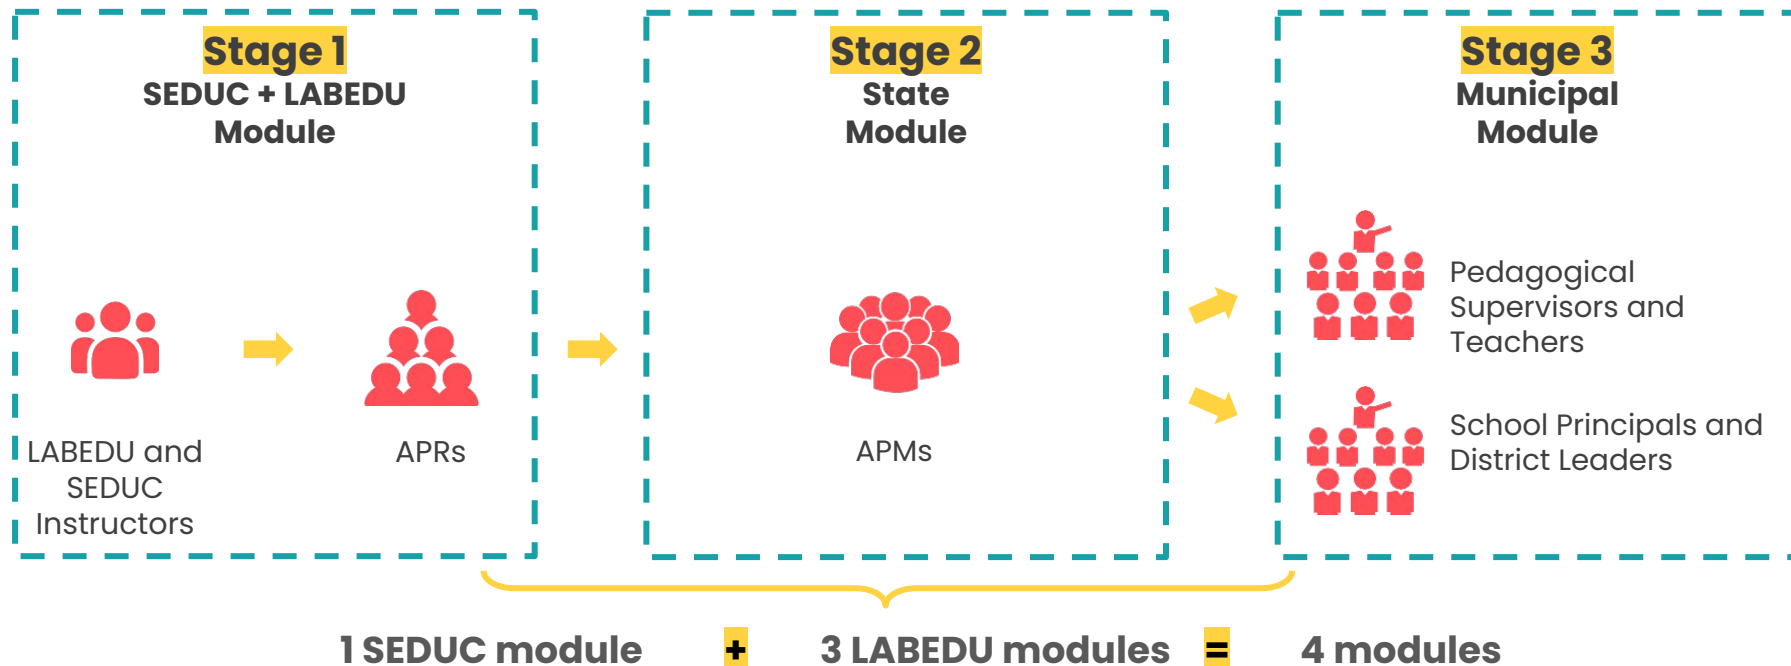 Stage 1
SEDUC + LABEDU
Module
LABEDU and
SEDUC
Instructors
APRs
Stage 2
State
Module
APMs
Stage 3
Municipal
Module
Pedagogical
Supervisors and
Teachers
School Principals and
District Leaders
1 SEDUC module + 3 LABEDU modules = 4 modules